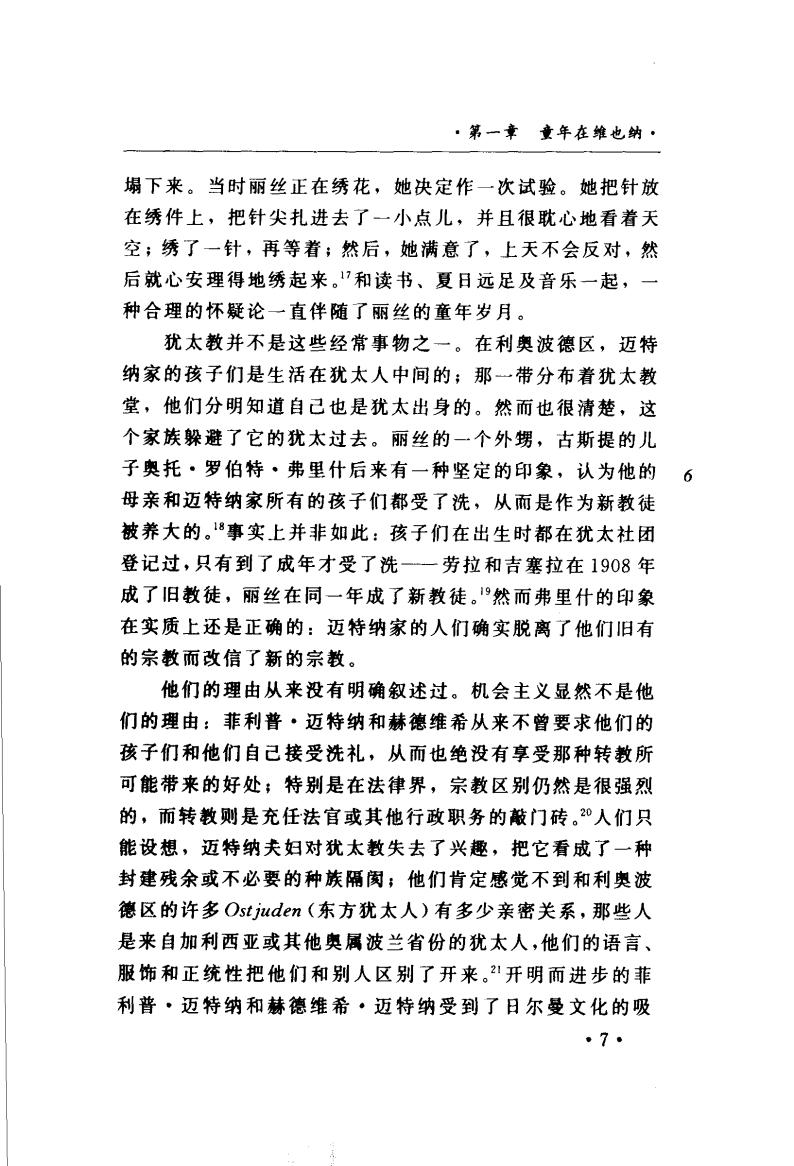 ·第一章 童年在维也纳·
塌下来。当时丽丝正在绣花，她决定作一次试验。她把针放
在绣件上，把针尖扎进去了一小点儿，并且很耽心地看着天
空；绣了一针，再等着；然后，她满意了，上天不会反对，然
后就心安理得地绣起来。¹⁷和读书、夏日远足及音乐一起，一
种合理的怀疑论一直伴随了丽丝的童年岁月。
犹太教并不是这些经常事物之一。在利奥波德区，迈特
纳家的孩子们是生活在犹太人中间的；那一带分布着犹太教
堂，他们分明知道自己也是犹太出身的。然而也很清楚，这
个家族躲避了它的犹太过去。丽丝的一个外甥，古斯提的儿
子奥托·罗伯特·弗里什后来有一种坚定的印象，认为他的
6
母亲和迈特纳家所有的孩子们都受了洗，从而是作为新教徒
被养大的。¹⁸事实上并非如此：孩子们在出生时都在犹太社团
登记过，只有到了成年才受了洗——劳拉和吉塞拉在1908年
成了旧教徒，丽丝在同一年成了新教徒。¹⁹然而弗里什的印象
在实质上还是正确的：迈特纳家的人们确实脱离了他们旧有
的宗教而改信了新的宗教。
他们的理由从来没有明确叙述过。机会主义显然不是他
们的理由；菲利普·迈特纳和赫德维希从来不曾要求他们的
孩子们和他们自己接受洗礼，从而也绝没有享受那种转教所
可能带来的好处；特别是在法律界，宗教区别仍然是很强烈
的，而转教则是充任法官或其他行政职务的敲门砖。²⁰人们只
能设想，迈特纳夫妇对犹太教失去了兴趣，把它看成了一种
封建残余或不必要的种族隔阂；他们肯定感觉不到和利奥波
德区的许多Ostjuden（东方犹太人）有多少亲密关系，那些人
是来自加利西亚或其他奥属波兰省份的犹太人，他们的语言、
服饰和正统性把他们和别人区别了开来。²¹开明而进步的菲
利普·迈特纳和赫德维希·迈特纳受到了日尔曼文化的吸
·7·